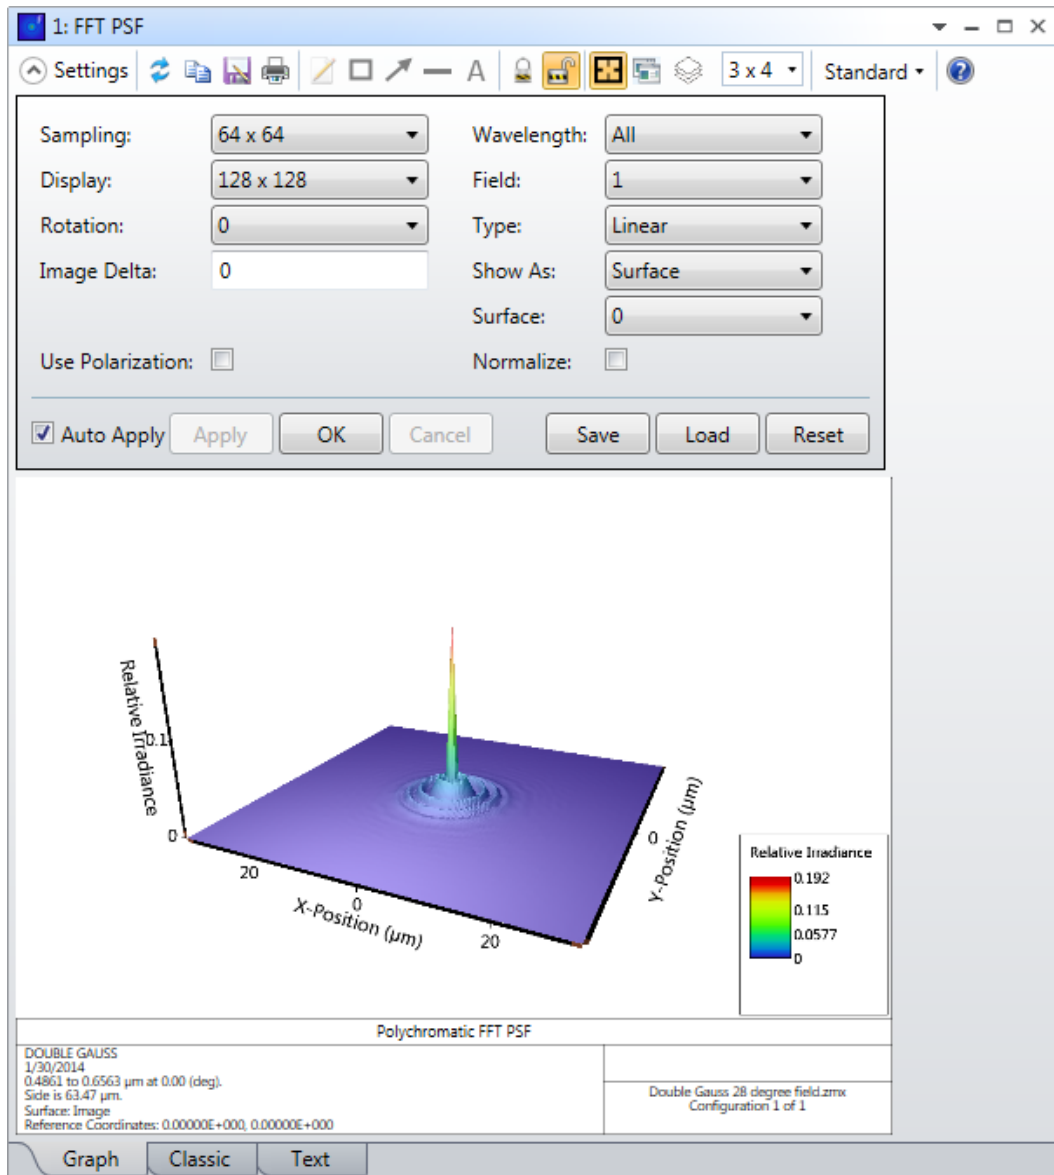 1: FFT PSF
Settings A 3 x 4 Standard ?
Sampling: 64 x 64 Wavelength: All
Display: 128 x 128 Field: 1
Rotation: 0 Type: Linear
Image Delta: 0 Show As: Surface
Surface: 0
Use Polarization: Normalize:
Auto Apply Apply OK Cancel Save Load Reset
Relative Irradiance
0.1
0
20
0
20
X-Position (µm)
0
Y-Position (µm)
Relative Irradiance
0.192
0.115
0.0577
0
Polychromatic FFT PSF
DOUBLE GAUSS
1/30/2014
0.4861 to 0.6563 µm at 0.00 (deg).
Side is 63.47 µm.
Surface: Image
Reference Coordinates: 0.00000E+000, 0.00000E+000
Double Gauss 28 degree field.zmx
Configuration 1 of 1
Graph Classic Text